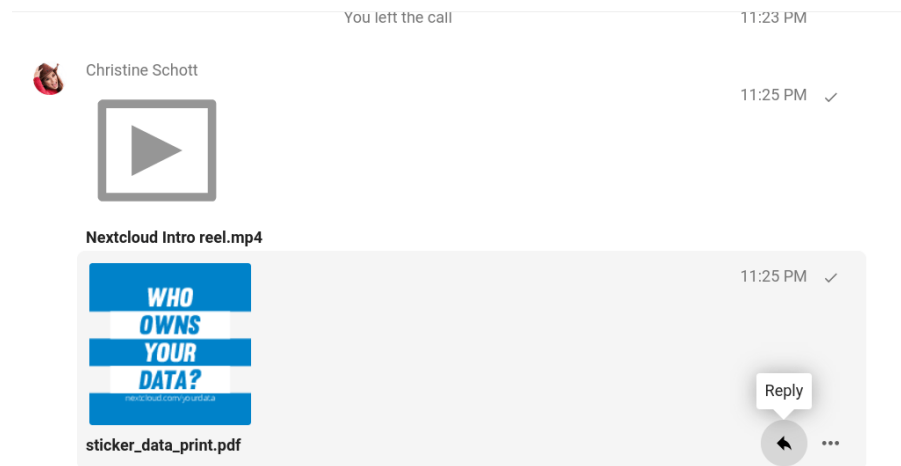 You left the call 11:23 PM
Christine Schott
11:25 PM
Nextcloud Intro reel.mp4
11:25 PM
WHO
OWNS
YOUR
DATA?
nextcloud.com/yourdata
Reply
sticker_data_print.pdf